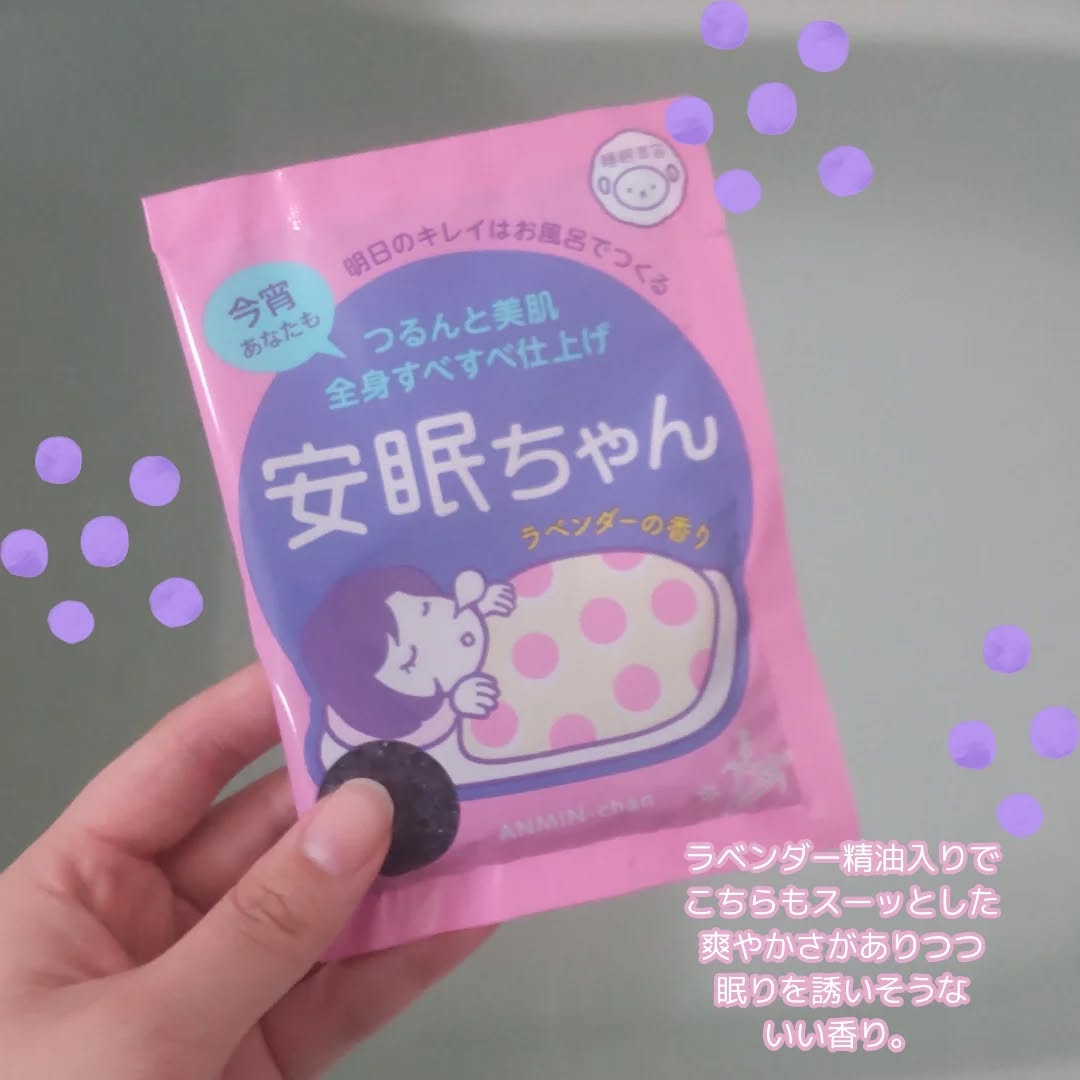 睡眠書房
明日のキレイはお風呂でつくる
今宵
あなたも
つるんと美肌
全身すべすべ仕上げ
安眠ちゃん
ラベンダーの香り
ANMIN-chan
ラベンダー精油入りで
こちらもスーッとした
爽やかさがありつつ
眠りを誘いそうな
いい香り。